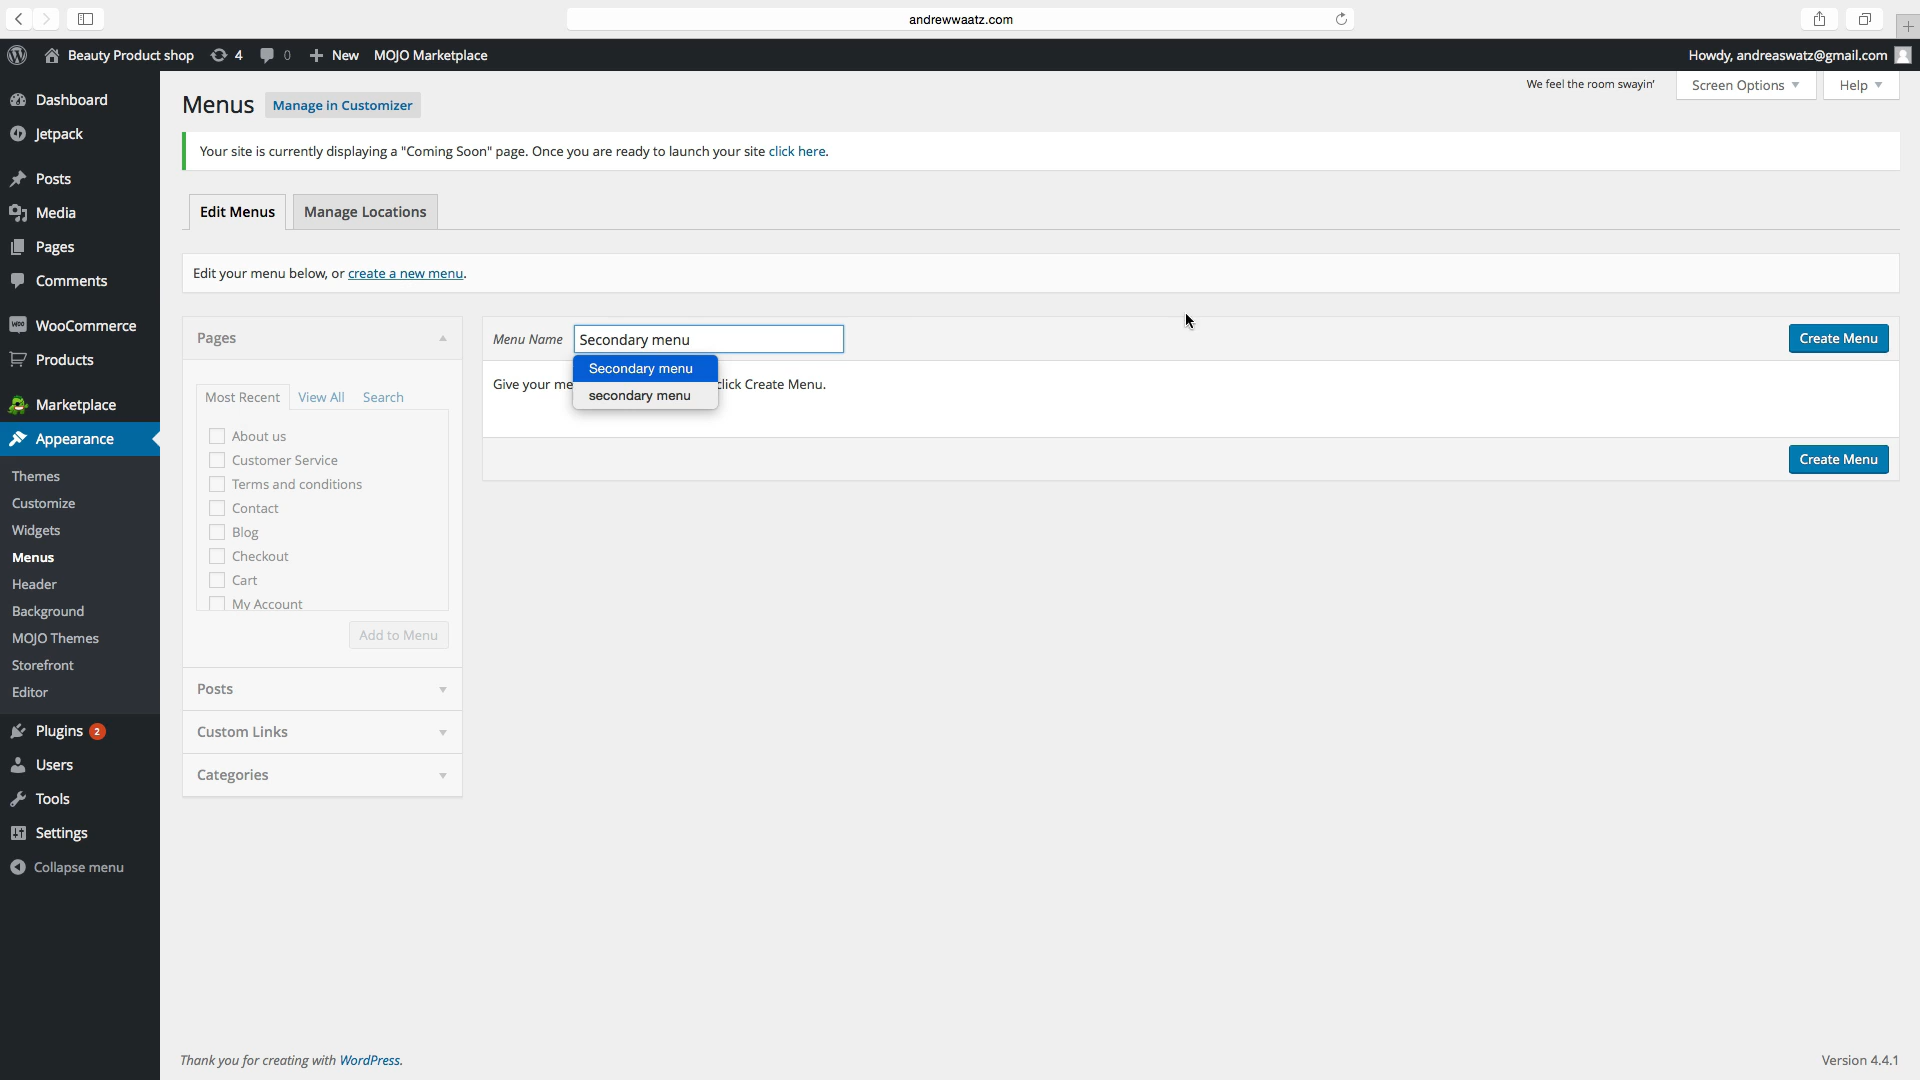 andrewwaatz.com
Beauty Product shop 4 0 New MOJO Marketplace
Howdy, andreaswatz@gmail.com
Dashboard
Jetpack
Posts
Media
Pages
Comments
WOO WooCommerce
Products
Marketplace
Appearance
Themes
Customize
Widgets
Menus
Header
Background
MOJO Themes
Storefront
Editor
Plugins 2
Users
Tools
Settings
Collapse menu
We feel the room swayin'
Screen Options
Help
Menus Manage in Customizer
Your site is currently displaying a "Coming Soon" page. Once you are ready to launch your site click here.
Edit Menus Manage Locations
Edit your menu below, or create a new menu.
Pages
Most Recent View All Search
About us
Customer Service
Terms and conditions
Contact
Blog
Checkout
Cart
My Account
Add to Menu
Posts
Custom Links
Categories
Menu Name Secondary menu
Create Menu
Secondary menu
secondary menu
Give your me click Create Menu.
Create Menu
Thank you for creating with WordPress.
Version 4.4.1